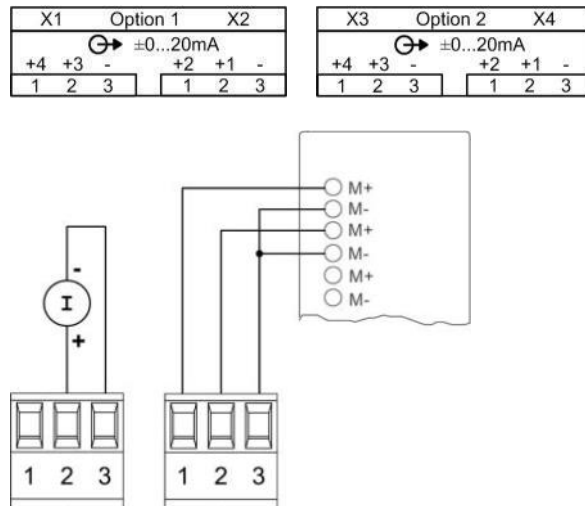 X1 Option 1 X2
±0...20mA
+4 +3 - +2 +1 -
1 2 3 1 2 3
X3 Option 2 X4
±0...20mA
+4 +3 - +2 +1 -
1 2 3 1 2 3
M+
M-
M+
M-
M+
M-
-
I
+
1 2 3
1 2 3